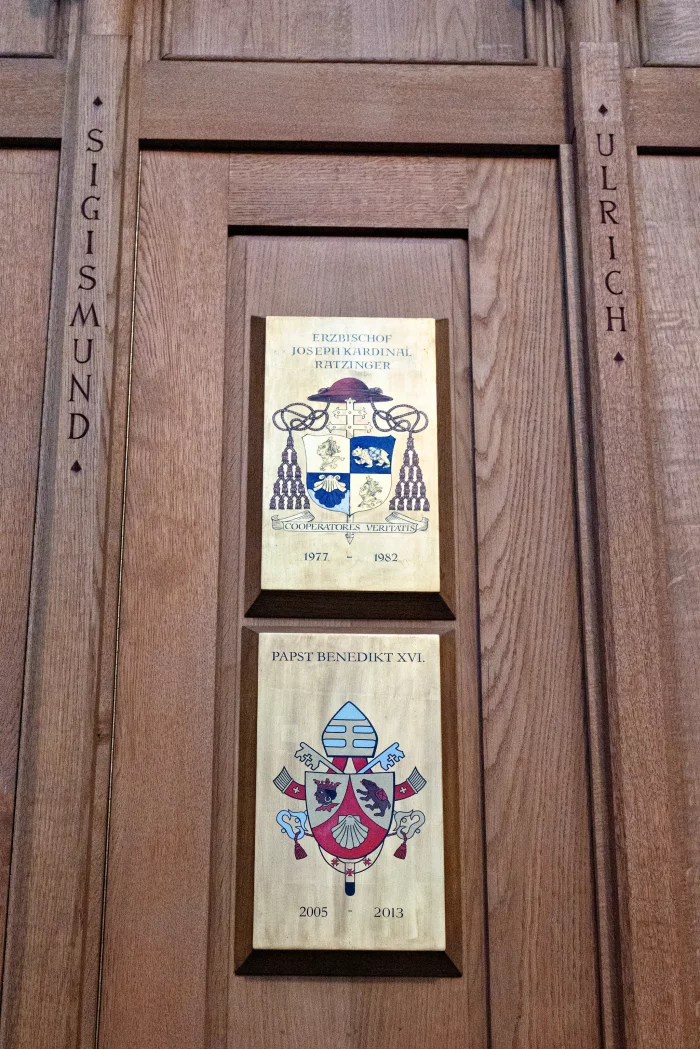 SIGISMUND
ULRICH
ERZBISCHOF
JOSEPH KARDINAL
RATZINGER
COOPERATORES VERITATIS
1977 - 1982
PAPST BENEDIKT XVI.
2005 - 2013